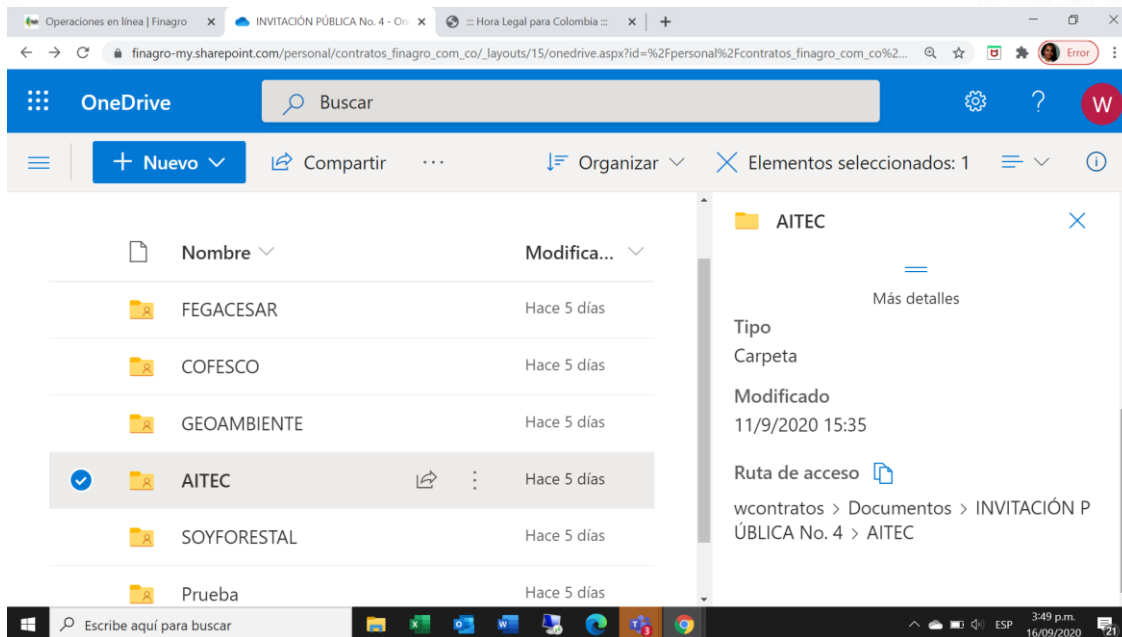 Operaciones en línea | Finagro
INVITACIÓN PÚBLICA No. 4 - On
::: Hora Legal para Colombia :::
finagro-my.sharepoint.com/personal/contratos_finagro_com_co/_layouts/15/onedrive.aspx?id=%2Fpersonal%2Fcontratos_finagro_com_co%2...
Error
OneDrive
Buscar
W
Nuevo
Compartir
...
Organizar
Elementos seleccionados: 1
Nombre
Modifica...
FEGACESAR
Hace 5 días
COFESCO
Hace 5 días
GEOAMBIENTE
Hace 5 días
AITEC
Hace 5 días
SOYFORESTAL
Hace 5 días
Prueba
Hace 5 días
AITEC
Más detalles
Tipo
Carpeta
Modificado
11/9/2020 15:35
Ruta de acceso
wcontratos > Documentos > INVITACIÓN P
ÚBLICA No. 4 > AITEC
Escribe aquí para buscar
ESP
3:49 p.m.
16/09/2020
21